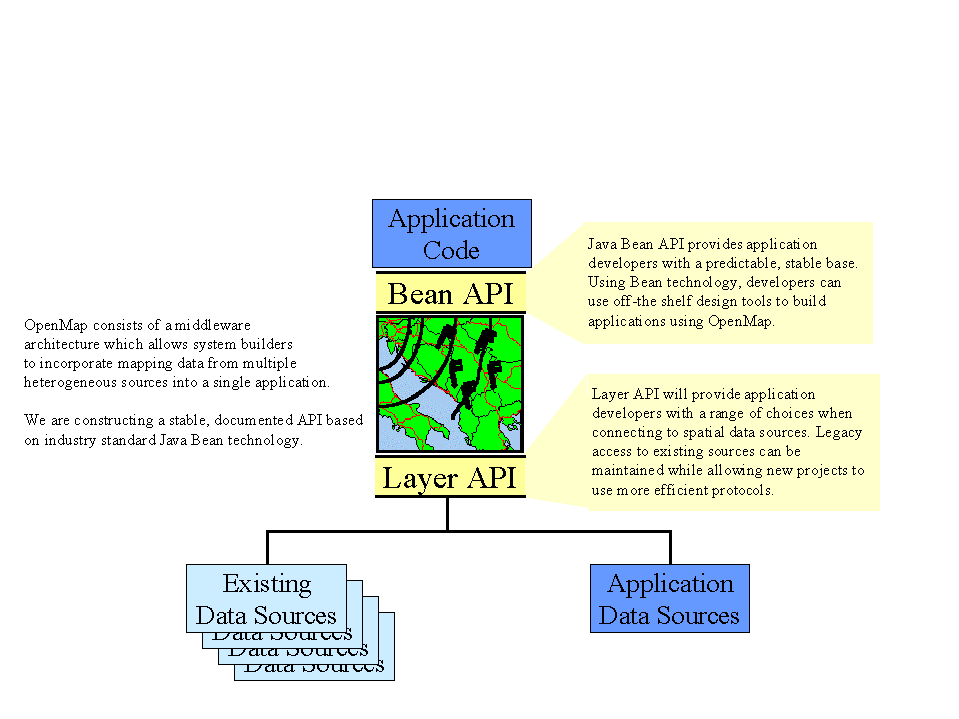 Application
Code
Bean API
Java Bean API provides application
developers with a predictable, stable base.
Using Bean technology, developers can
use off-the shelf design tools to build
applications using OpenMap.
OpenMap consists of a middleware
architecture which allows system builders
to incorporate mapping data from multiple
heterogeneous sources into a single application.
We are constructing a stable, documented API based
on industry standard Java Bean technology.
Layer API will provide application
developers with a range of choices when
connecting to spatial data sources. Legacy
access to existing sources can be
maintained while allowing new projects to
use more efficient protocols.
Layer API
Existing
Data Sources
Data Sources
Data Sources
Data Sources
Application
Data Sources